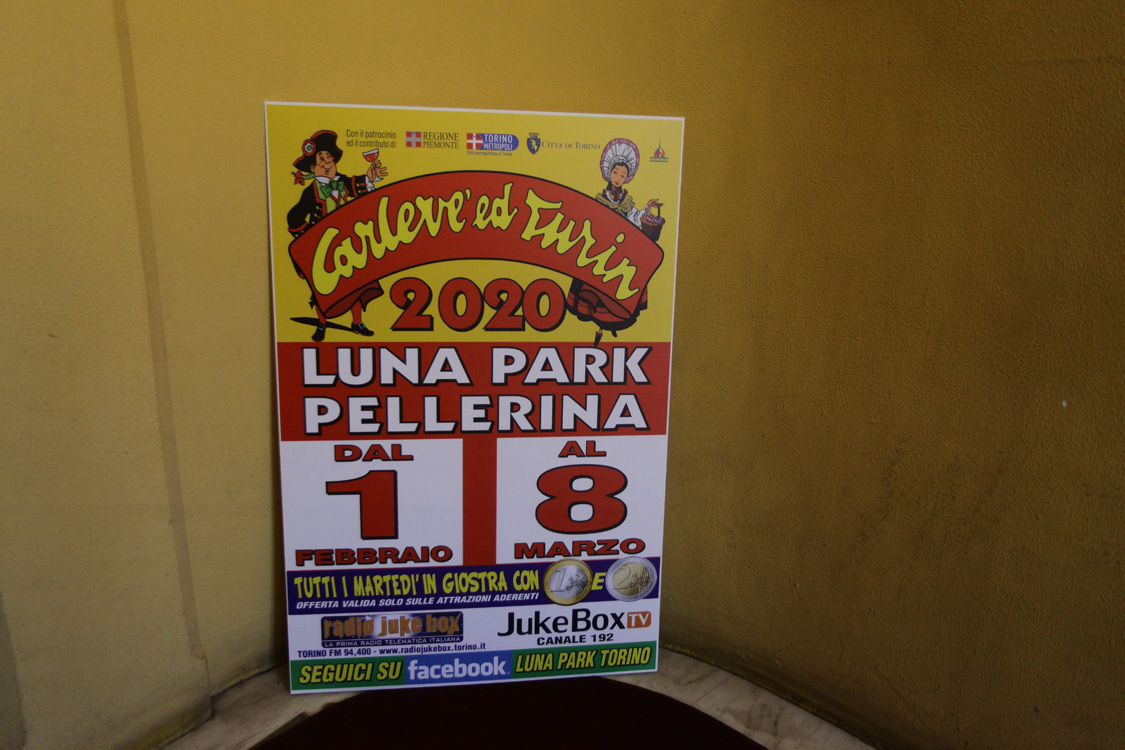 Con il patrocinio
ed il contributo di:
REGIONE
PIEMONTE
TORINO
METROPOLI
CITTÀ DI TORINO
Carleve' ed Turin
2020
LUNA PARK
PELLERINA
DAL
1
FEBBRAIO
AL
8
MARZO
TUTTI I MARTEDI' IN GIOSTRA CON 1 E 2
OFFERTA VALIDA SOLO SULLE ATTRAZIONI ADERENTI
radio juke box
LA PRIMA RADIO TELEMATICA ITALIANA
TORINO FM 94,400 - www.radiojukebox.torino.it
JukeBox TV
CANALE 192
SEGUICI SU facebook LUNA PARK TORINO